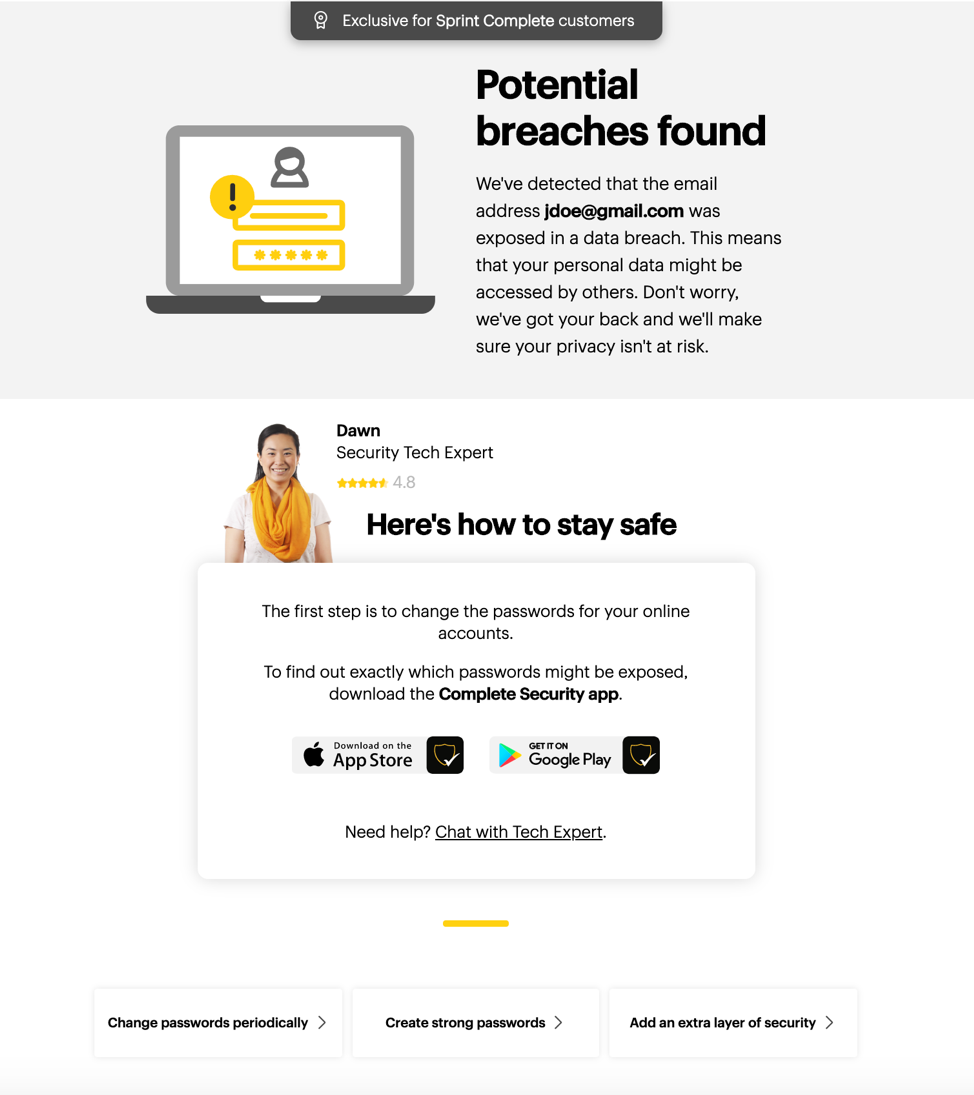 Exclusive for Sprint Complete customers
Potential
breaches found
We've detected that the email
address jdoe@gmail.com was
exposed in a data breach. This means
that your personal data might be
accessed by others. Don't worry,
we've got your back and we'll make
sure your privacy isn't at risk.
Dawn
Security Tech Expert
4.8
Here's how to stay safe
The first step is to change the passwords for your online
accounts.
To find out exactly which passwords might be exposed,
download the Complete Security app.
Download on the
App Store
GET IT ON
Google Play
Need help? Chat with Tech Expert.
Change passwords periodically
Create strong passwords
Add an extra layer of security